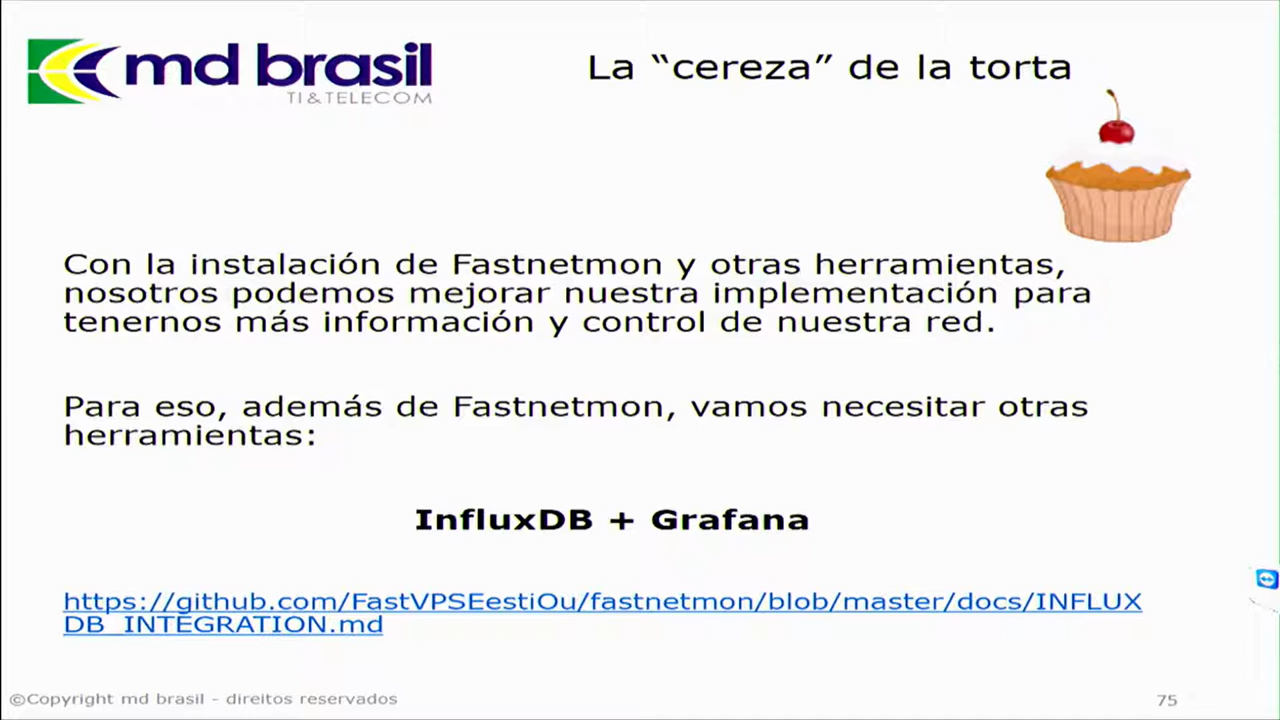 md brasil
TI & TELECOM
La “cereza” de la torta
Con la instalación de Fastnetmon y otras herramientas,
nosotros podemos mejorar nuestra implementación para
tenernos más información y control de nuestra red.
Para eso, además de Fastnetmon, vamos necesitar otras
herramientas:
InfluxDB + Grafana
https://github.com/FastVPSEestiOu/fastnetmon/blob/master/docs/INFLUX
DB_INTEGRATION.md
©Copyright md brasil - direitos reservados
75